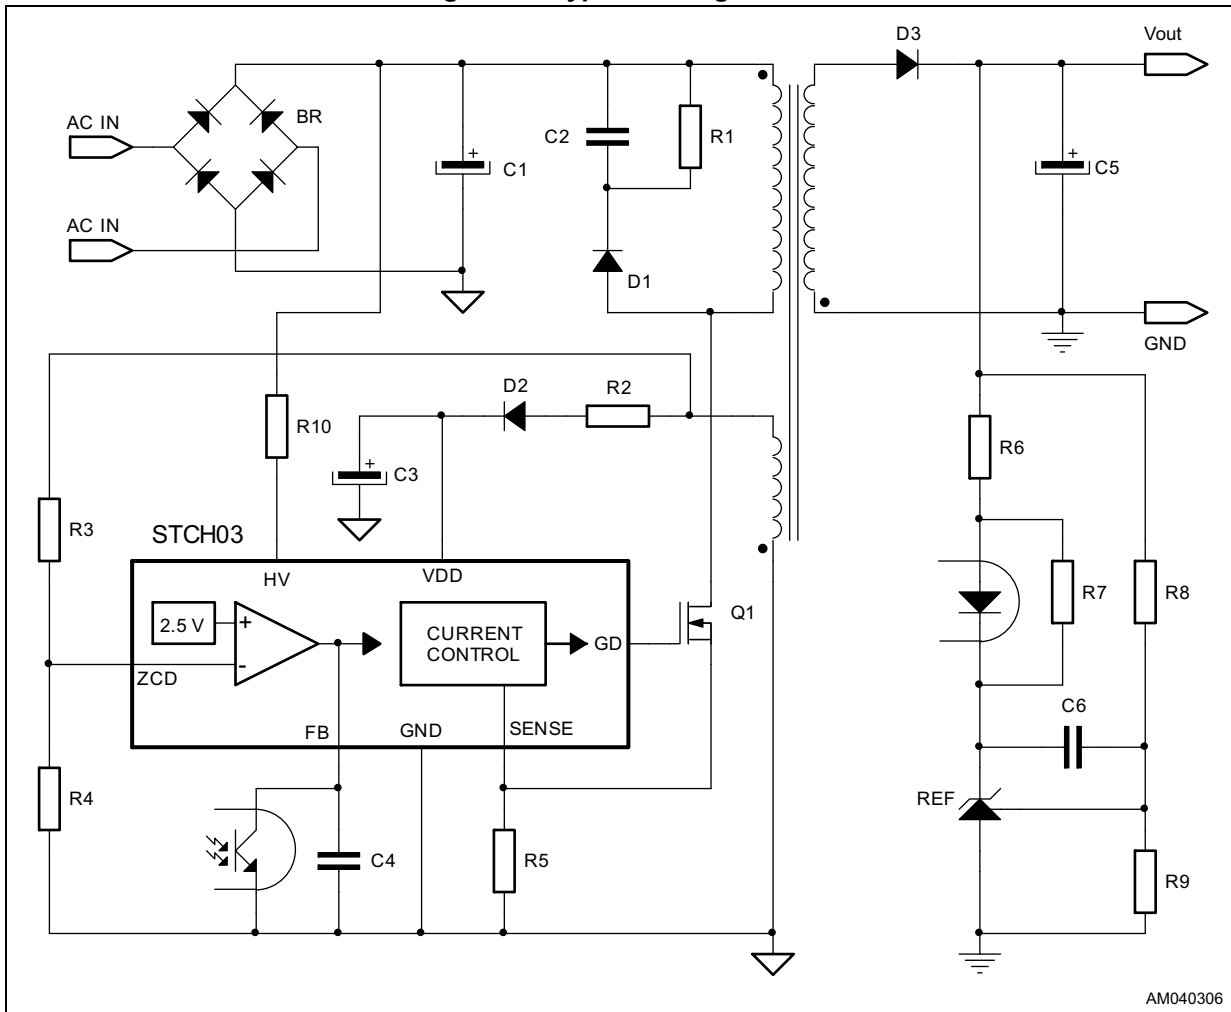 D3
Vout
AC IN
BR
C2
R1
C1
C5
AC IN
D1
GND
D2
R2
R10
R6
C3
R3
STCH03
HV
VDD
2.5 V
+
-
CURRENT
CONTROL
GD
Q1
R7
R8
ZCD
FB
GND
SENSE
C6
R4
REF
C4
R5
R9
AM040306